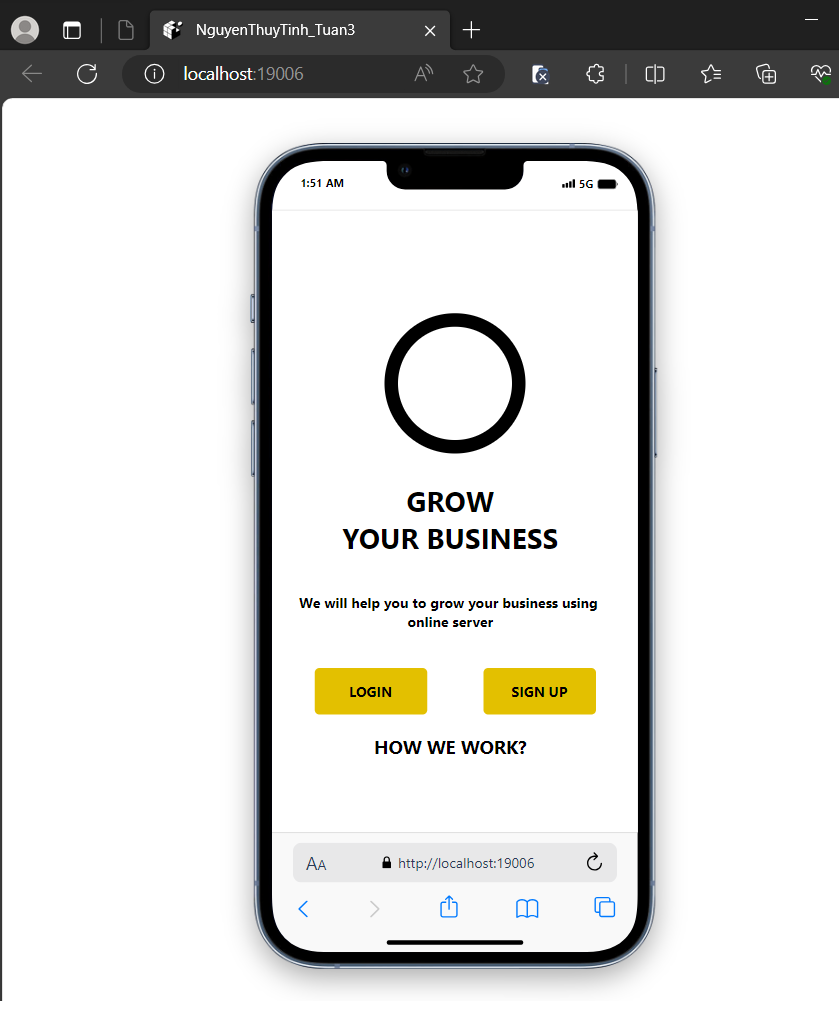 NguyenThuyTinh_Tuan3
localhost:19006
1:51 AM 5G
GROW
YOUR BUSINESS
We will help you to grow your business using
online server
LOGIN SIGN UP
HOW WE WORK?
AA http://localhost:19006